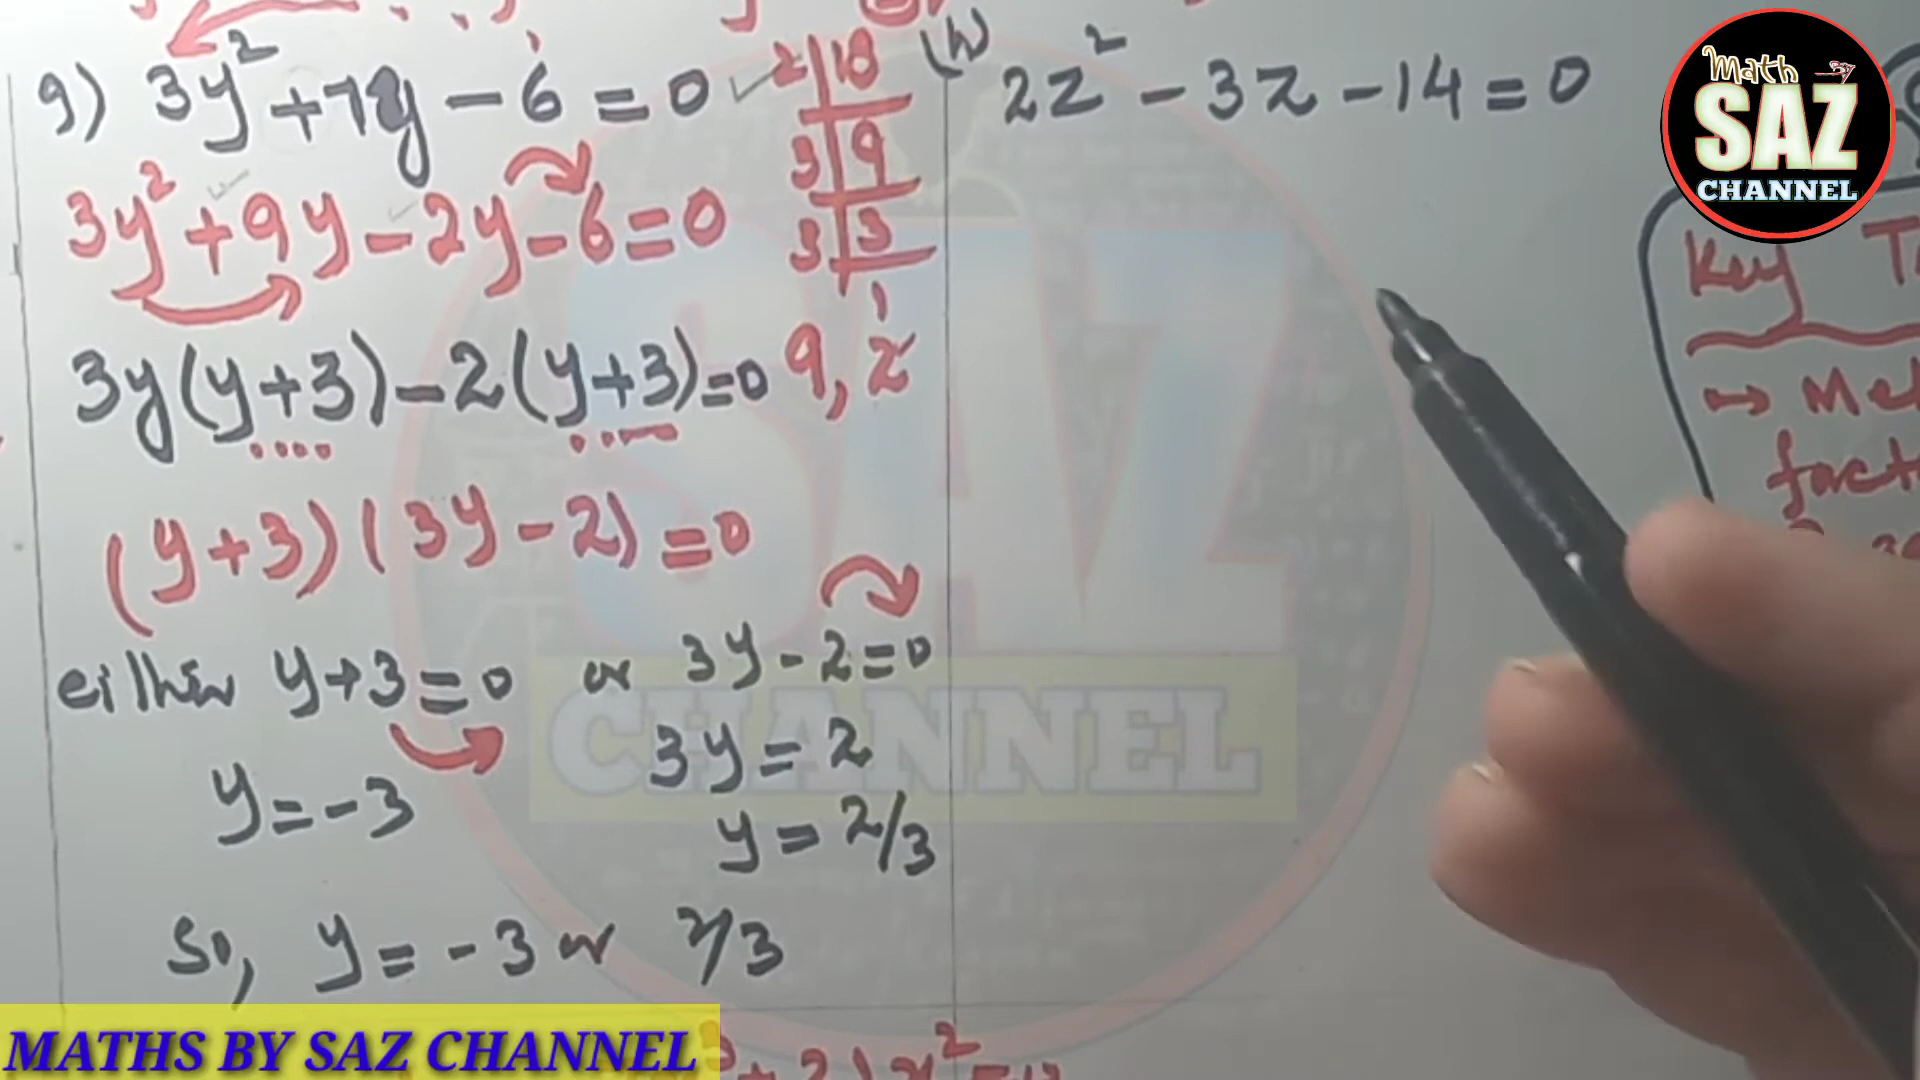 g) 3y² + 7y - 6 = 0
3y² + 9y - 2y - 6 = 0
3y(y+3) - 2(y+3) = 0
(y+3)(3y-2) = 0
either y+3 = 0 or 3y-2 = 0
y = -3
3y = 2
y = 2/3
So, y = -3 or 2/3
2|18
3|9
3|3
1
9, 2
(h) 2z² - 3z - 14 = 0
Math
SAZ
CHANNEL
Key
→
fact
SAZ
CHANNEL
MATHS BY SAZ CHANNEL